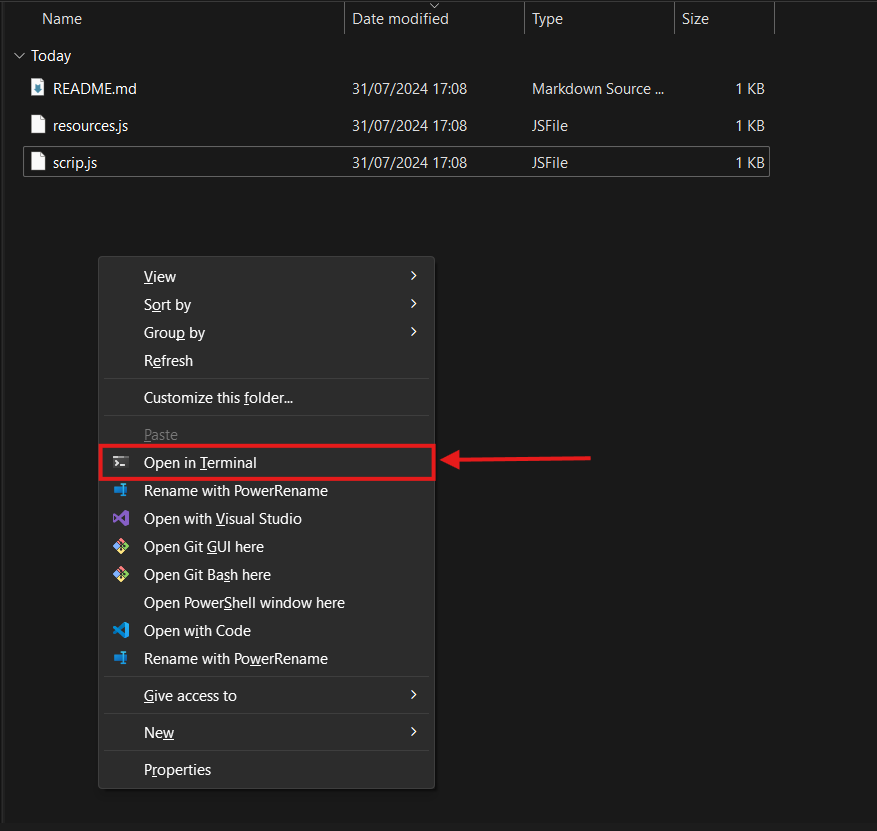 Name Date modified Type Size
Today
README.md 31/07/2024 17:08 Markdown Source ... 1 KB
resources.js 31/07/2024 17:08 JSFile 1 KB
scrip.js 31/07/2024 17:08 JSFile 1 KB
View
Sort by
Group by
Refresh
Customize this folder...
Paste
Open in Terminal
Rename with PowerRename
Open with Visual Studio
Open Git GUI here
Open Git Bash here
Open PowerShell window here
Open with Code
Rename with PowerRename
Give access to
New
Properties